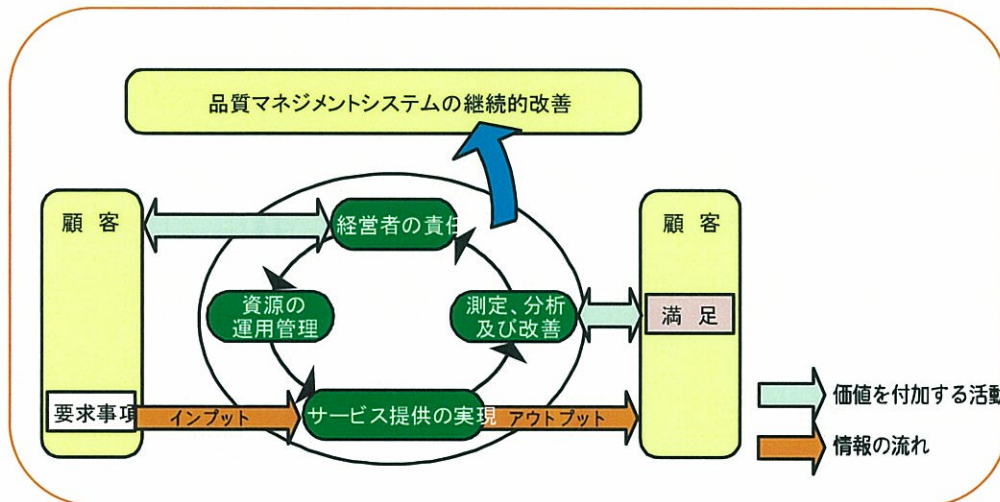 品質マネジメントシステムの継続的改善
顧 客
経営者の責任
顧 客
資源の
運用管理
測定、分析
及び改善
満 足
要求事項
インプット
サービス提供の実現
アウトプット
価値を付加する活動
情報の流れ